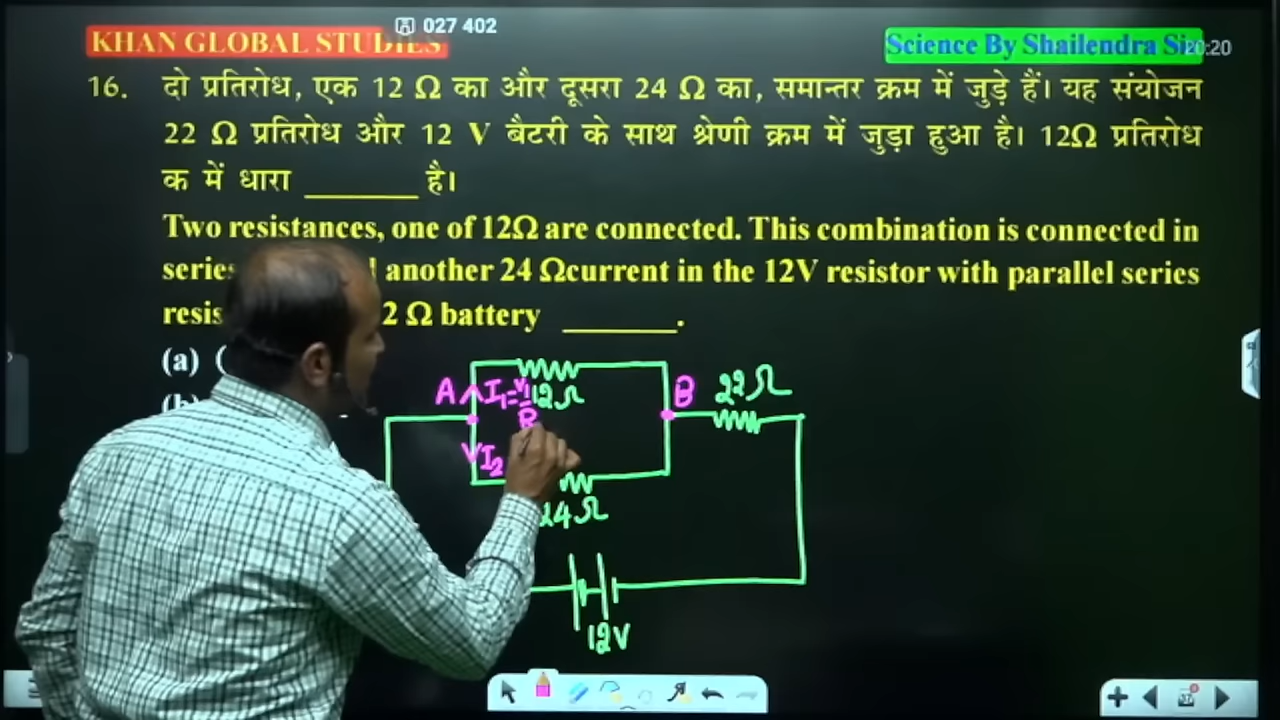 027 402
KHAN GLOBAL STUDIES
Science By Shailendra Si
20:20
16. दो प्रतिरोध, एक 12 Ω का और दूसरा 24 Ω का, समान्तर क्रम में जुड़े हैं। यह संयोजन
22 Ω प्रतिरोध और 12 V बैटरी के साथ श्रेणी क्रम में जुड़ा हुआ है। 12Ω प्रतिरोध
क में धारा ________ है।
Two resistances, one of 12Ω are connected. This combination is connected in
series another 24 Ωcurrent in the 12V resistor with parallel series
2 Ω battery ________.
(a)
A I₁=V₁/R 12Ω B 22Ω
I₂
24Ω
12V